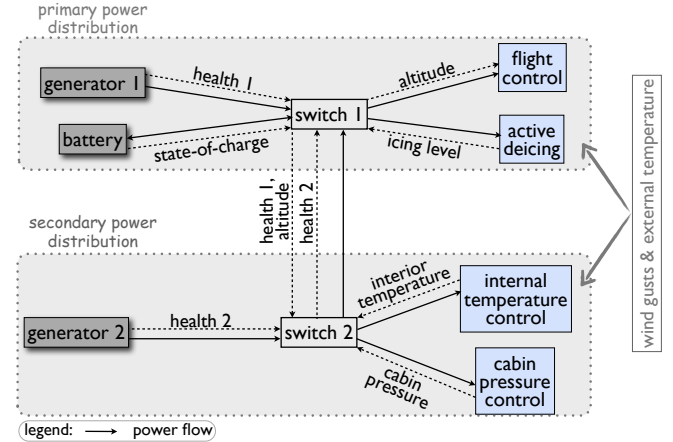 primary power
distribution
generator 1
health 1
altitude
flight
control
switch 1
battery
state-of-charge
icing level
active
deicing
health 1,
altitude
health 2
wind gusts & external temperature
secondary power
distribution
generator 2
health 2
switch 2
interior
temperature
internal
temperature
control
cabin
pressure
cabin
pressure
control
legend:
power flow